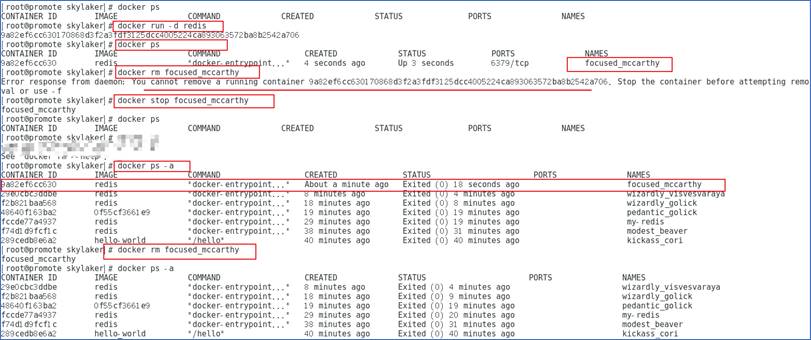 [root@promote skylaker]# docker ps
CONTAINER ID IMAGE COMMAND CREATED STATUS PORTS NAMES
[root@promote skylaker]# docker run -d redis
9a82ef6cc630170868d3f2a3fdf3125dcc4005224ca893063572ba8b2542a706
[root@promote skylaker]# docker ps
CONTAINER ID IMAGE COMMAND CREATED STATUS PORTS NAMES
9a82ef6cc630 redis "docker-entrypoint..." 4 seconds ago Up 3 seconds 6379/tcp focused_mccarthy
[root@promote skylaker]# docker rm focused_mccarthy
Error response from daemon: You cannot remove a running container 9a82ef6cc630170868d3f2a3fdf3125dcc4005224ca893063572ba8b2542a706. Stop the container before attempting remo
val or use -f
[root@promote skylaker]# docker stop focused_mccarthy
focused_mccarthy
[root@promote skylaker]# docker ps
CONTAINER ID IMAGE COMMAND CREATED STATUS PORTS NAMES
[root@promote skylaker]#
See 'docker rm --help'.
[root@promote skylaker]# docker ps -a
CONTAINER ID IMAGE COMMAND CREATED STATUS PORTS NAMES
9a82ef6cc630 redis "docker-entrypoint..." About a minute ago Exited (0) 18 seconds ago focused_mccarthy
29e0cbc3ddbe redis "docker-entrypoint..." 8 minutes ago Exited (0) 4 minutes ago wizardly_visvesvaraya
f2b821baa568 redis "docker-entrypoint..." 18 minutes ago Exited (0) 8 minutes ago wizardly_golick
48640f163ba2 0f55cf3661e9 "docker-entrypoint..." 19 minutes ago Exited (0) 19 minutes ago pedantic_golick
fccde77a4937 redis "docker-entrypoint..." 29 minutes ago Exited (0) 19 minutes ago my-redis
f74d1d9fcf1c redis "docker-entrypoint..." 38 minutes ago Exited (0) 31 minutes ago modest_beaver
289cedb8e6a2 hello-world "/hello" 40 minutes ago Exited (0) 40 minutes ago kickass_cori
[root@promote skylaker]# docker rm focused_mccarthy
focused_mccarthy
[root@promote skylaker]# docker ps -a
CONTAINER ID IMAGE COMMAND CREATED STATUS PORTS NAMES
29e0cbc3ddbe redis "docker-entrypoint..." 8 minutes ago Exited (0) 4 minutes ago wizardly_visvesvaraya
f2b821baa568 redis "docker-entrypoint..." 18 minutes ago Exited (0) 9 minutes ago wizardly_golick
48640f163ba2 0f55cf3661e9 "docker-entrypoint..." 19 minutes ago Exited (0) 19 minutes ago pedantic_golick
fccde77a4937 redis "docker-entrypoint..." 29 minutes ago Exited (0) 20 minutes ago my-redis
f74d1d9fcf1c redis "docker-entrypoint..." 38 minutes ago Exited (0) 31 minutes ago modest_beaver
289cedb8e6a2 hello-world "/hello" 40 minutes ago Exited (0) 40 minutes ago kickass_cori